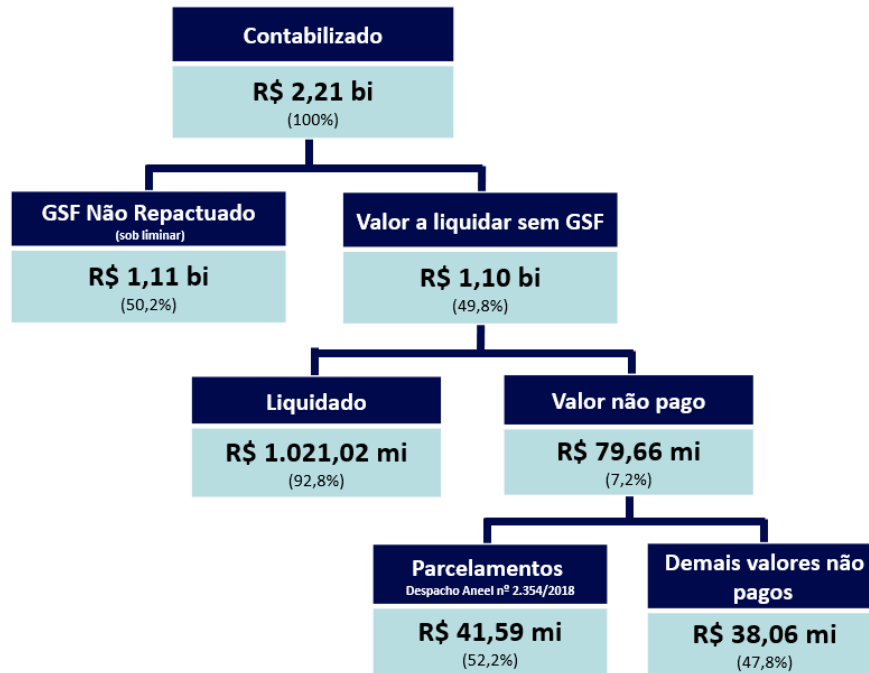 Contabilizado
R$ 2,21 bi
(100%)
GSF Não Repactuado
(sob liminar)
R$ 1,11 bi
(50,2%)
Valor a liquidar sem GSF
R$ 1,10 bi
(49,8%)
Liquidado
R$ 1.021,02 mi
(92,8%)
Valor não pago
R$ 79,66 mi
(7,2%)
Parcelamentos
Despacho Aneel nº 2.354/2018
R$ 41,59 mi
(52,2%)
Demais valores não
pagos
R$ 38,06 mi
(47,8%)